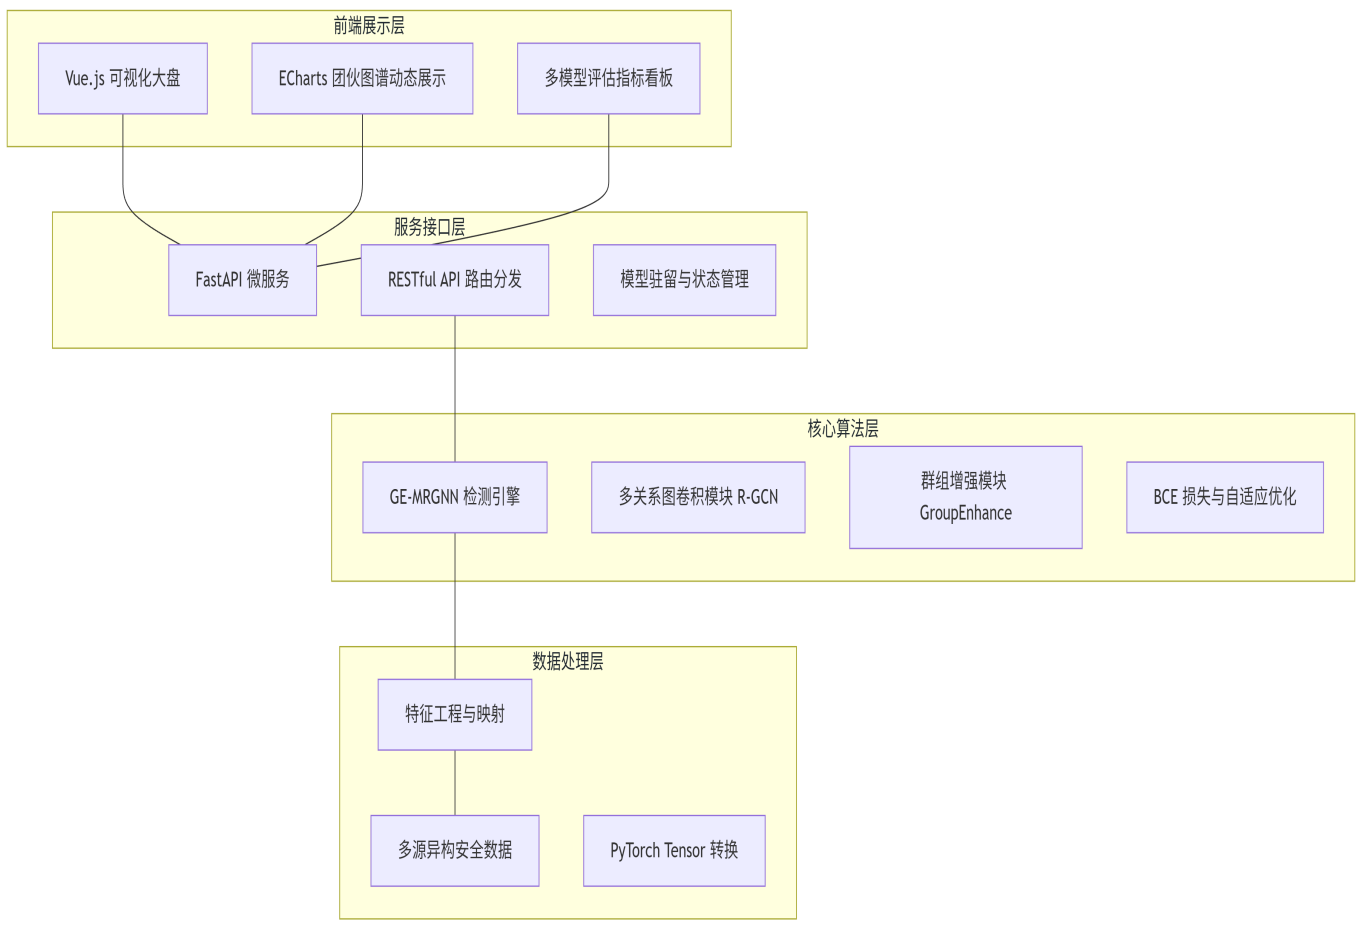 前端展示层
Vue.js 可视化大盘
ECharts 团伙图谱动态展示
多模型评估指标看板
服务接口层
FastAPI 微服务
RESTful API 路由分发
模型驻留与状态管理
核心算法层
GE-MRGNN 检测引擎
多关系图卷积模块 R-GCN
群组增强模块
GroupEnhance
BCE 损失与自适应优化
数据处理层
特征工程与映射
多源异构安全数据
PyTorch Tensor 转换